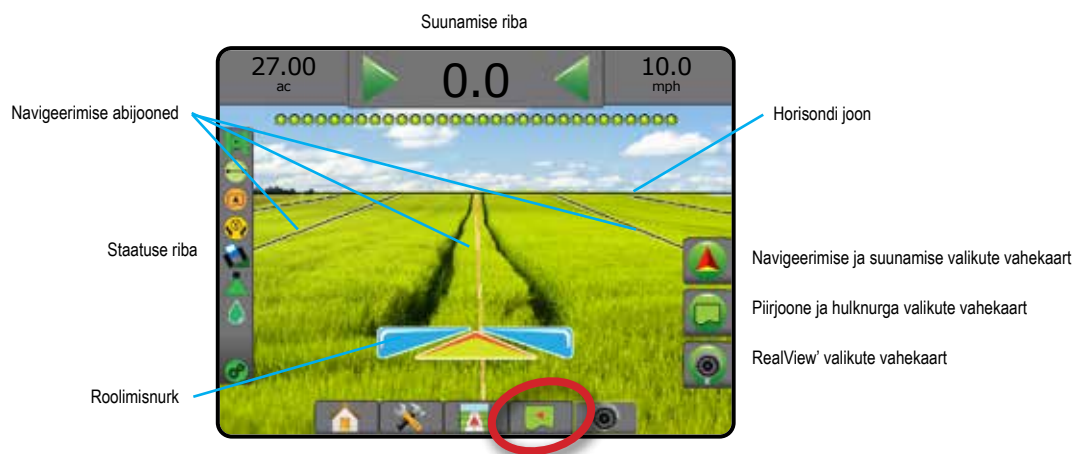 Suunamise riba
27.00
ac
0.0
10.0
mph
Navigeerimise abijooned
Horisondi joon
Staatuse riba
Navigeerimise ja suunamise valikute vahekaart
Piirjoone ja hulknurga valikute vahekaart
RealView’ valikute vahekaart
Roolimisnurk